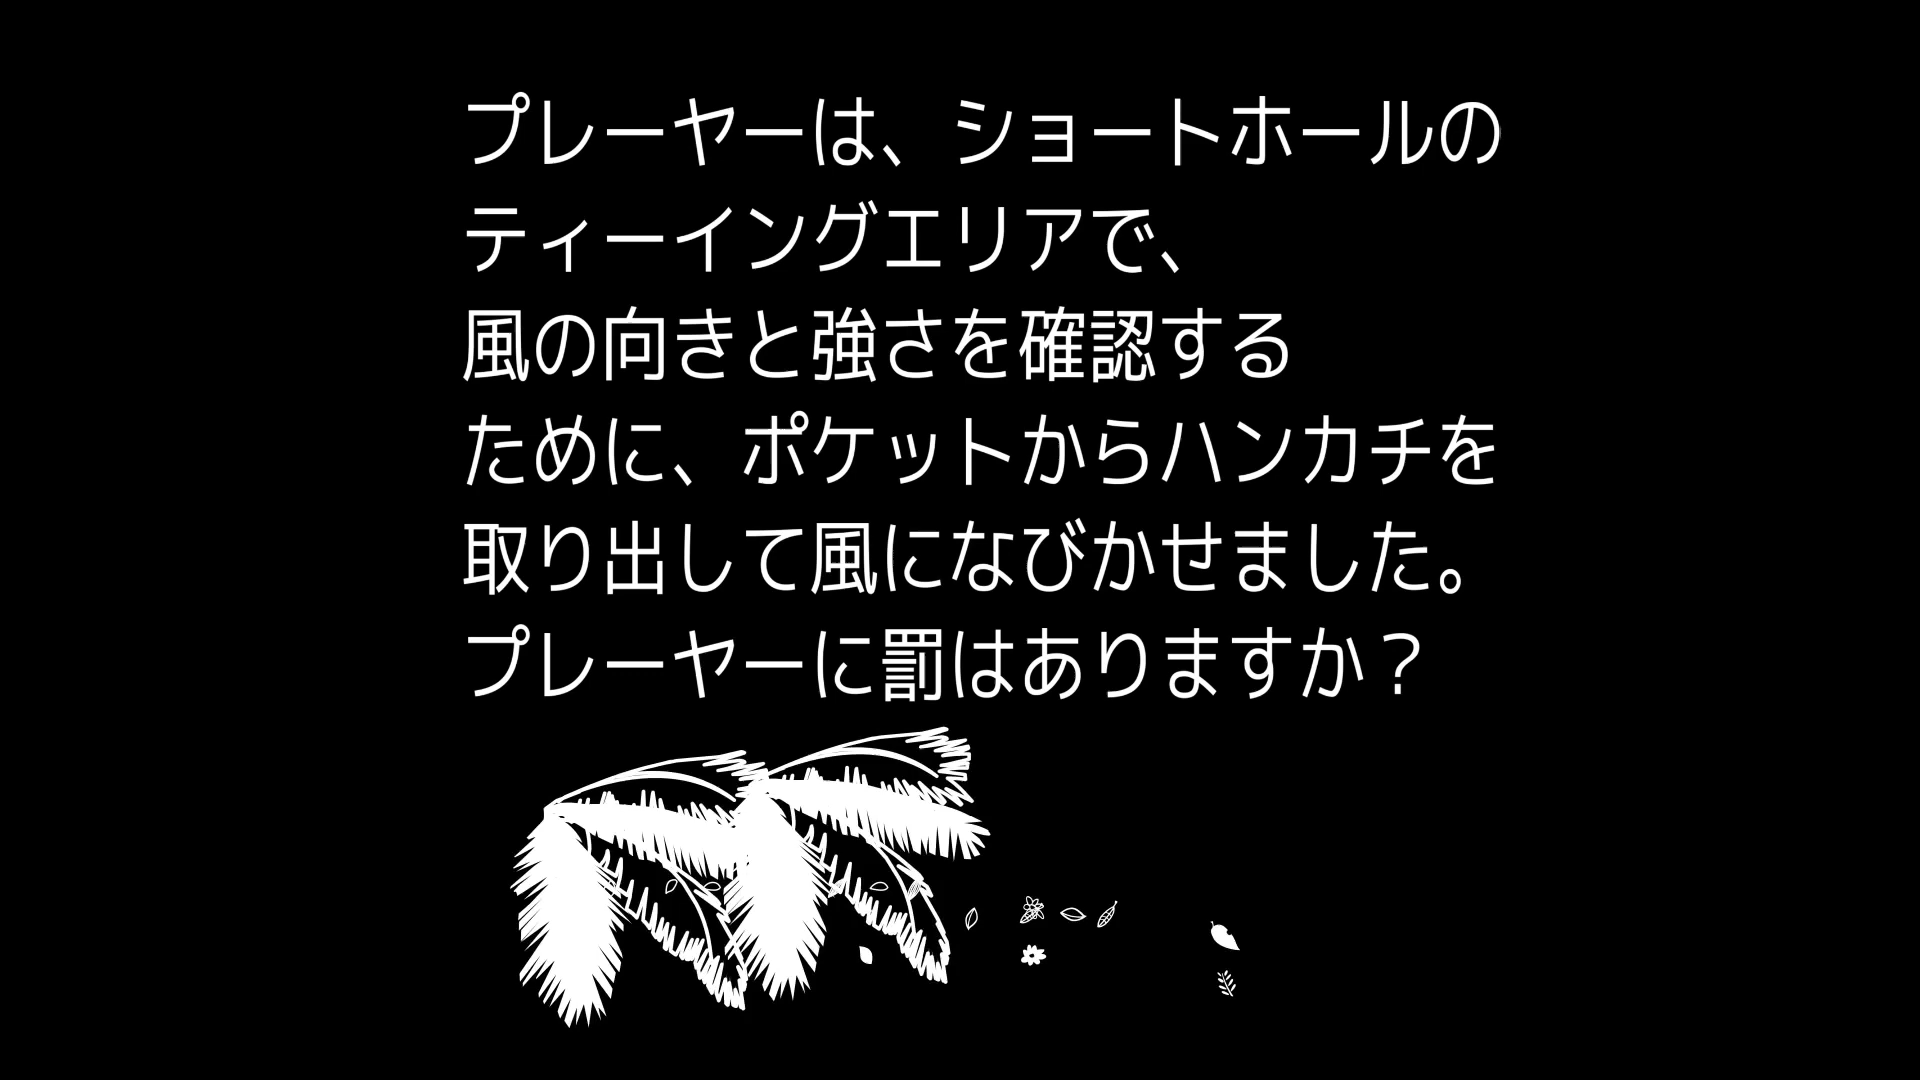 プレーヤーは、ショートホールの
ティーイングエリアで、
風の向きと強さを確認する
ために、ポケットからハンカチを
取り出して風になびかせました。
プレーヤーに罰はありますか？